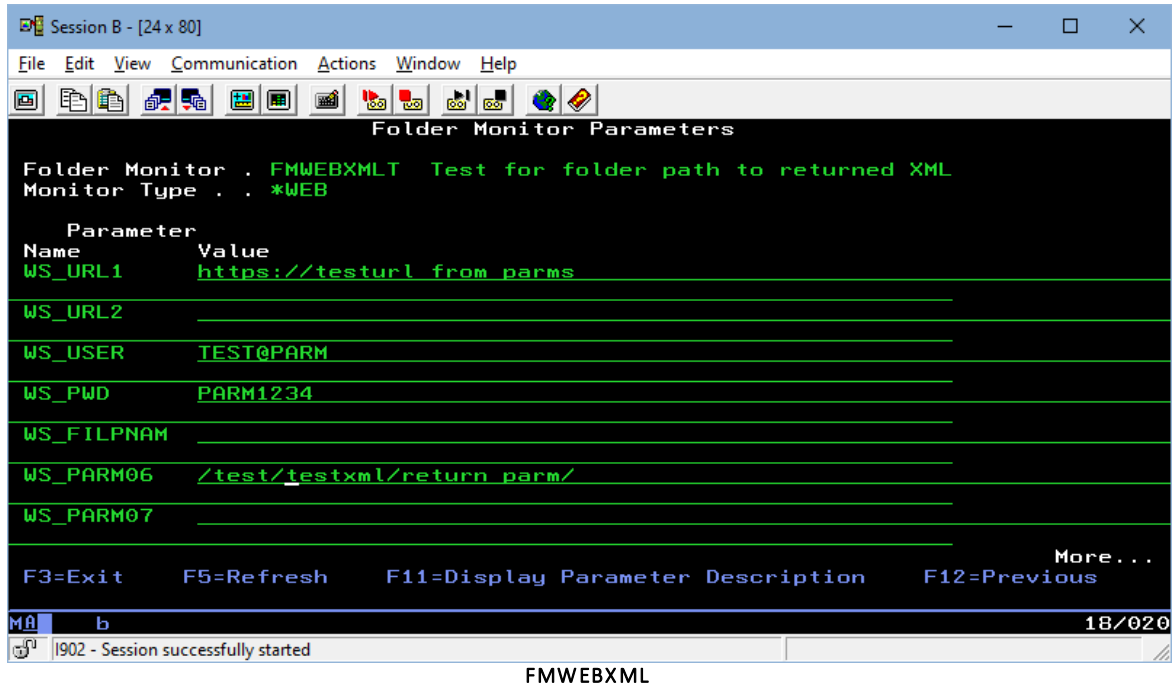 Session B - [24 x 80]
File Edit View Communication Actions Window Help
Folder Monitor Parameters
Folder Monitor . FMWEBXMLT Test for folder path to returned XML
Monitor Type . . *WEB
Parameter
Name Value
WS_URL1 https://testurl from parms
WS_URL2
WS_USER TEST@PARM
WS_PWD PARM1234
WS_FILPNAM
WS_PARM06 /test/testxml/return parm/
WS_PARM07
More...
F3=Exit F5=Refresh F11=Display Parameter Description F12=Previous
MA b 18/020
I902 - Session successfully started
FMWEBXML